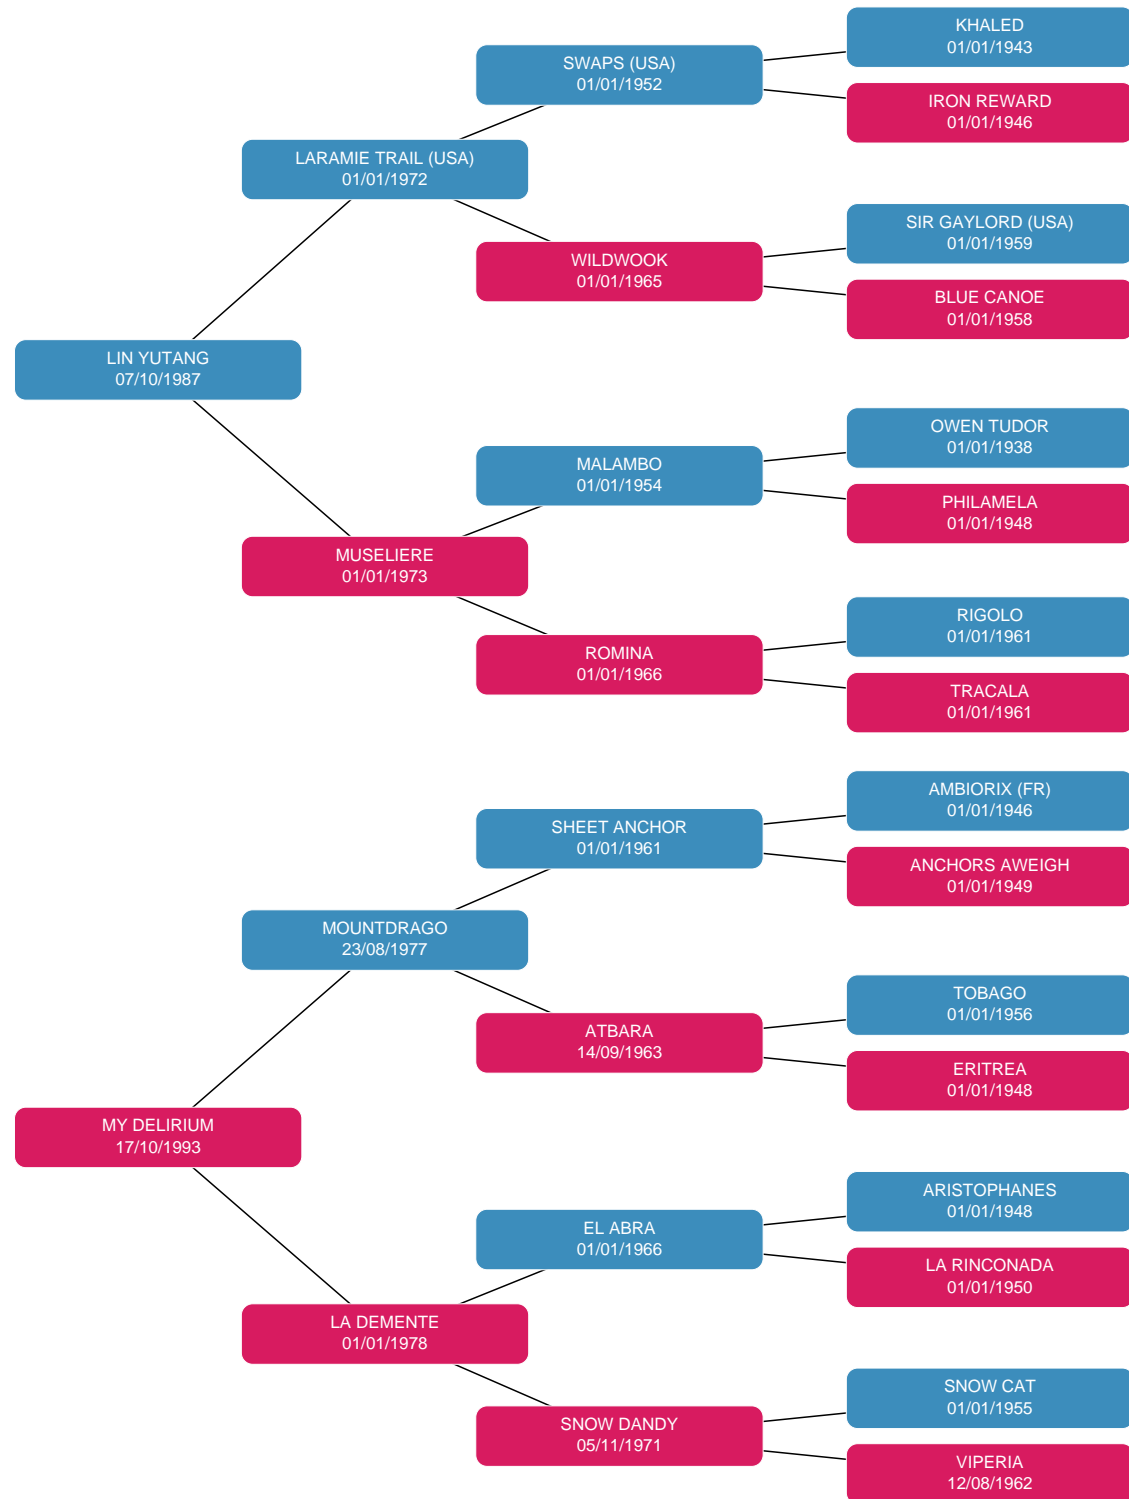 KHALED
01/01/1943
SWAPS (USA)
01/01/1952
IRON REWARD
01/01/1946
LARAMIE TRAIL (USA)
01/01/1972
SIR GAYLORD (USA)
01/01/1959
WILDWOOK
01/01/1965
BLUE CANOE
01/01/1958
LIN YUTANG
07/10/1987
OWEN TUDOR
01/01/1938
MALAMBO
01/01/1954
PHILAMELA
01/01/1948
MUSELIERE
01/01/1973
RIGOLO
01/01/1961
ROMINA
01/01/1966
TRACALA
01/01/1961
AMBIORIX (FR)
01/01/1946
SHEET ANCHOR
01/01/1961
ANCHORS AWEIGH
01/01/1949
MOUNTDRAGO
23/08/1977
TOBAGO
01/01/1956
ATBARA
14/09/1963
ERITREA
01/01/1948
MY DELIRIUM
17/10/1993
ARISTOPHANES
01/01/1948
EL ABRA
01/01/1966
LA RINCONADA
01/01/1950
LA DEMENTE
01/01/1978
SNOW CAT
01/01/1955
SNOW DANDY
05/11/1971
VIPERIA
12/08/1962